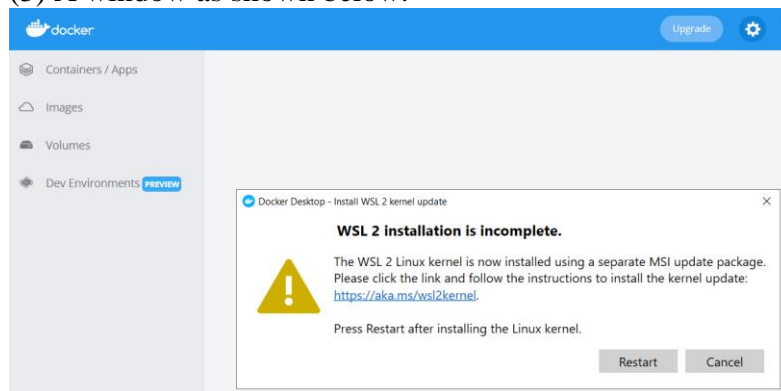 (3) A window as shown below.
docker
Upgrade
Containers / Apps
Images
Volumes
Dev Environments PREVIEW
Docker Desktop - Install WSL 2 kernel update
WSL 2 installation is incomplete.
The WSL 2 Linux kernel is now installed using a separate MSI update package.
Please click the link and follow the instructions to install the kernel update:
https://aka.ms/wsl2kernel.
Press Restart after installing the Linux kernel.
Restart Cancel